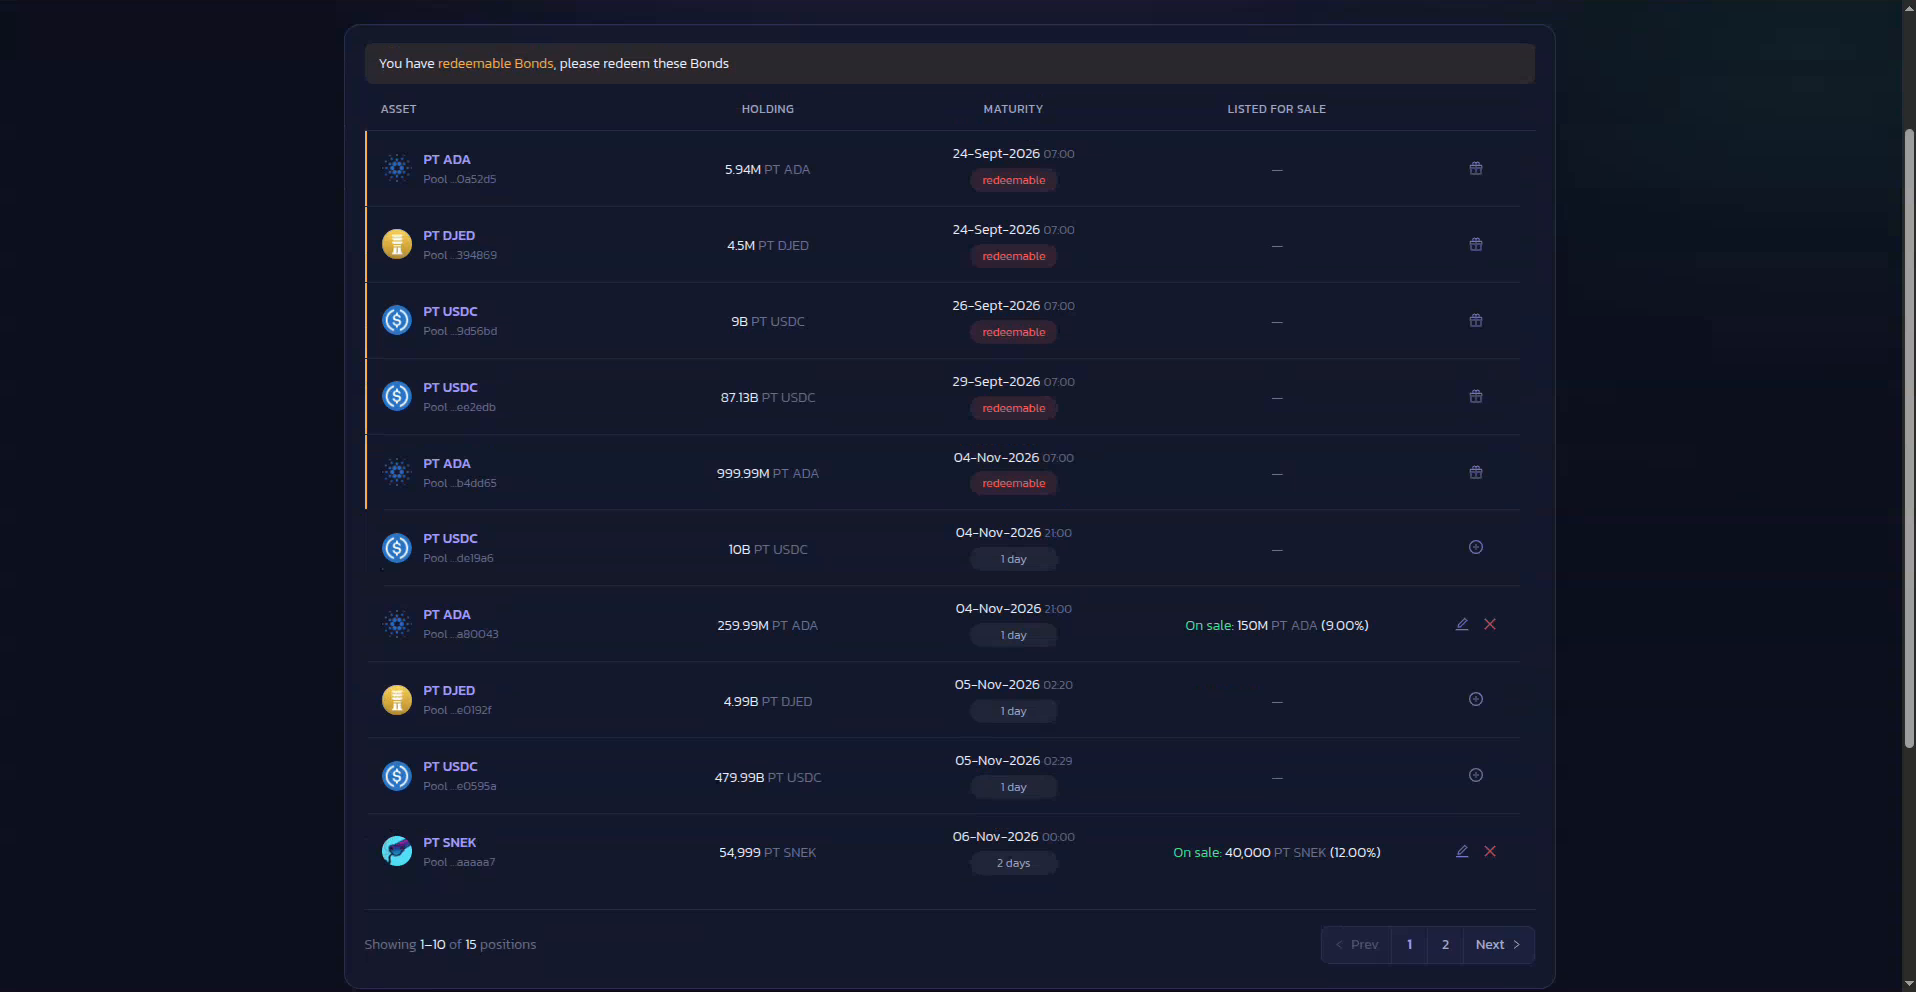 You have redeemable Bonds, please redeem these Bonds
ASSET HOLDING MATURITY LISTED FOR SALE
PT ADA
Pool ...0a52d5
5.94M PT ADA
24-Sept-2026 07:00
redeemable
—
PT DJED
Pool ...394869
4.5M PT DJED
24-Sept-2026 07:00
redeemable
—
PT USDC
Pool ...9d56bd
9B PT USDC
26-Sept-2026 07:00
redeemable
—
PT USDC
Pool ...ee2edb
87.13B PT USDC
29-Sept-2026 07:00
redeemable
—
PT ADA
Pool ...b4dd65
999.99M PT ADA
04-Nov-2026 07:00
redeemable
—
PT USDC
Pool ...de19a6
10B PT USDC
04-Nov-2026 21:00
1 day
—
PT ADA
Pool ...a80043
259.99M PT ADA
04-Nov-2026 21:00
1 day
On sale: 150M PT ADA (9.00%)
PT DJED
Pool ...e0192f
4.99B PT DJED
05-Nov-2026 02:20
1 day
—
PT USDC
Pool ...e0595a
479.99B PT USDC
05-Nov-2026 02:29
1 day
—
PT SNEK
Pool ...aaaaa7
54,999 PT SNEK
06-Nov-2026 00:00
2 days
On sale: 40,000 PT SNEK (12.00%)
Showing 1–10 of 15 positions
< Prev 1 2 Next >